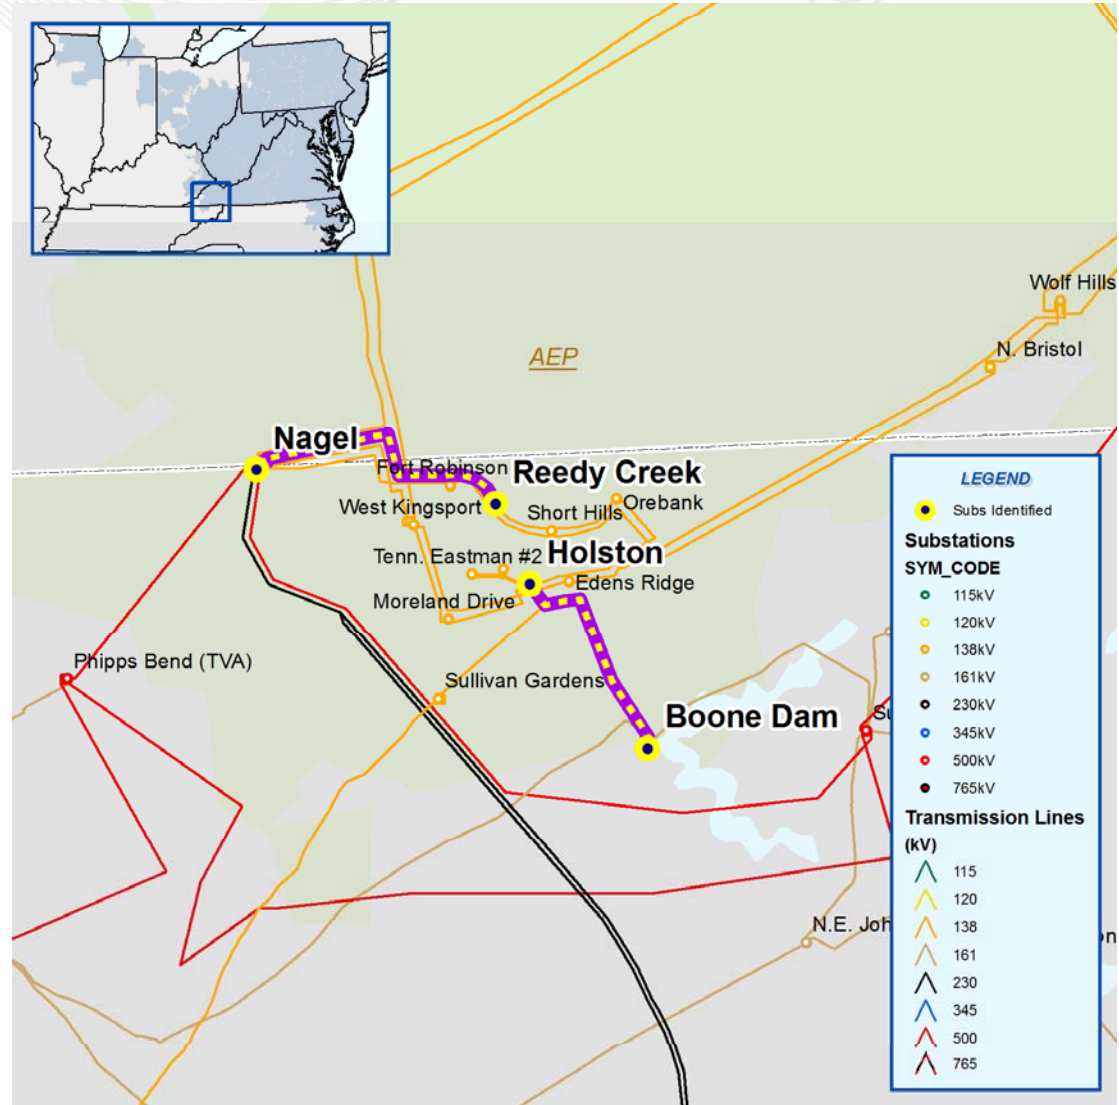 Wolf Hills
N. Bristol
AEP
Nagel
Fort Robinson
Reedy Creek
West Kingsport
Short Hills
Orebank
Tenn. Eastman #2
Holston
Edens Ridge
Moreland Drive
Phipps Bend (TVA)
Sullivan Gardens
Boone Dam
Su
N.E. Joh
on
LEGEND
Subs Identified
Substations
SYM_CODE
115kV
120kV
138kV
161kV
230kV
345kV
500kV
765kV
Transmission Lines
(kV)
115
120
138
161
230
345
500
765